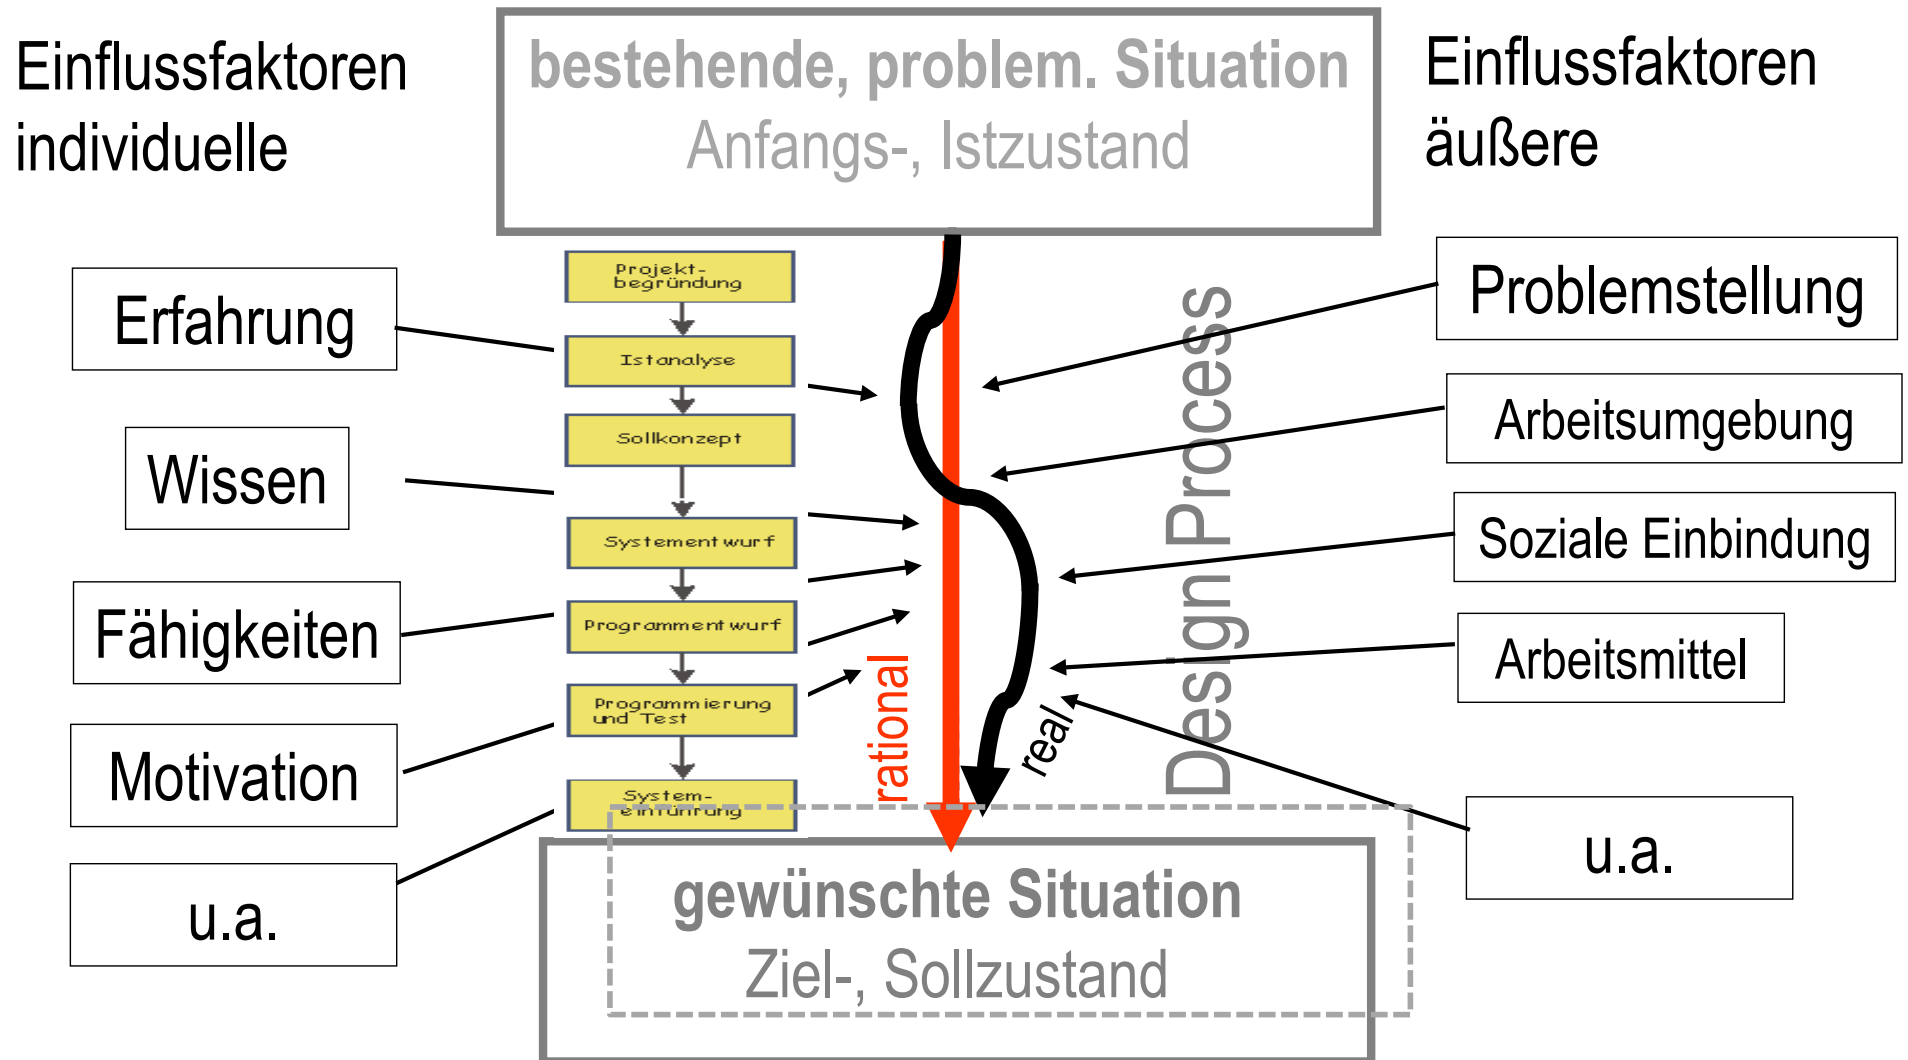 Einflussfaktoren
individuelle
bestehende, problem. Situation
Anfangs-, Istzustand
Einflussfaktoren
äußere
Erfahrung
Wissen
Fähigkeiten
Motivation
u.a.
Projekt-
begründung
Istanalyse
Sollkonzept
Systementwurf
Programmentwurf
Programmierung
und Test
System-
einführung
rational
real
Design Process
Problemstellung
Arbeitsumgebung
Soziale Einbindung
Arbeitsmittel
u.a.
gewünschte Situation
Ziel-, Sollzustand